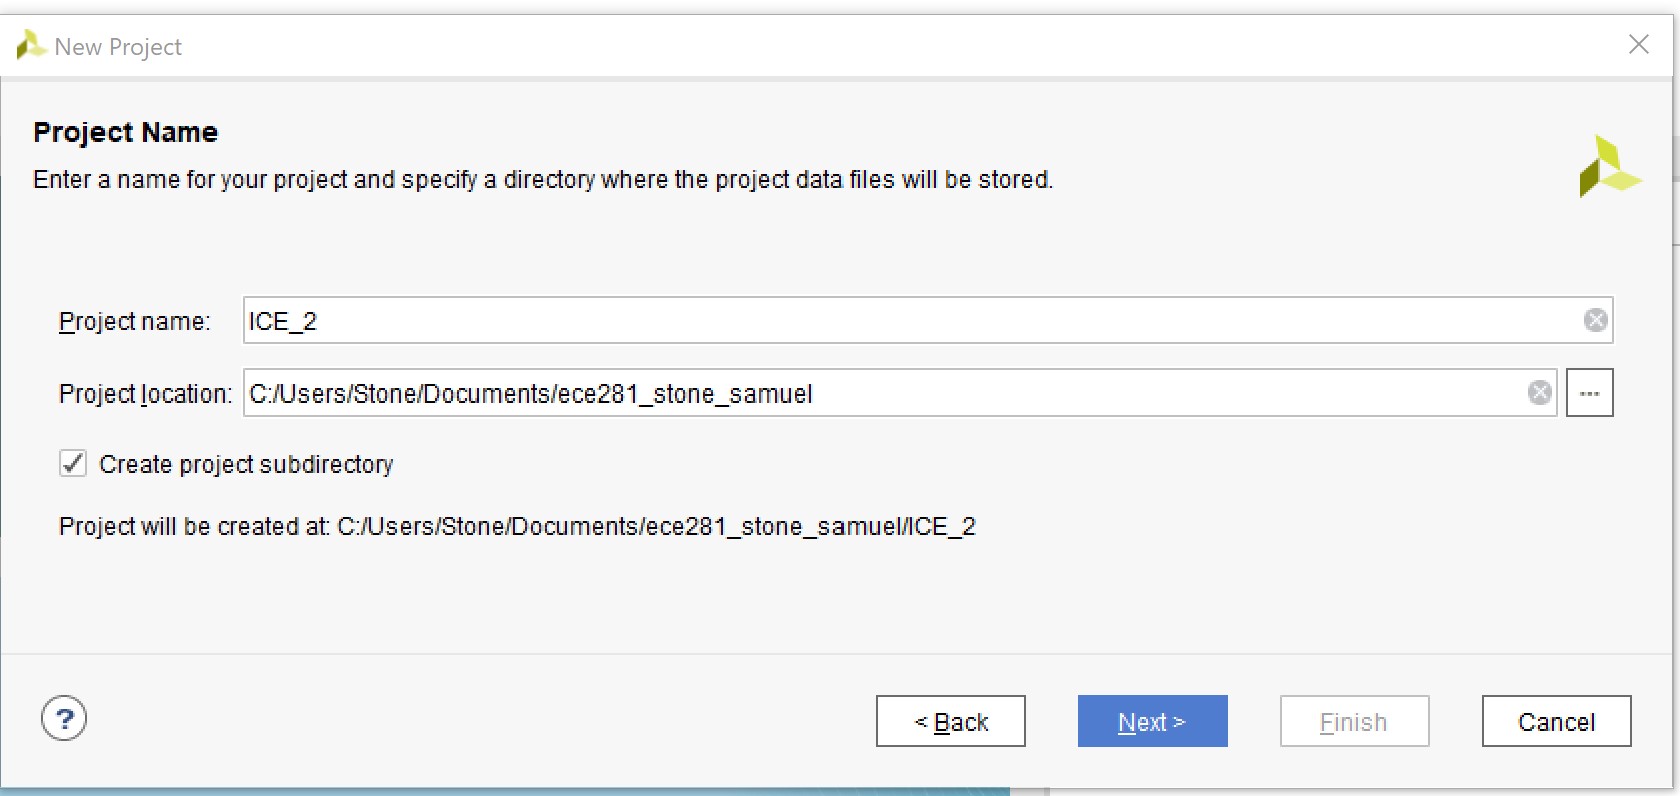 New Project
Project Name
Enter a name for your project and specify a directory where the project data files will be stored.
Project name: ICE_2
Project location: C:/Users/Stone/Documents/ece281_stone_samuel ...
Create project subdirectory
Project will be created at: C:/Users/Stone/Documents/ece281_stone_samuel/ICE_2
? < Back Next > Finish Cancel